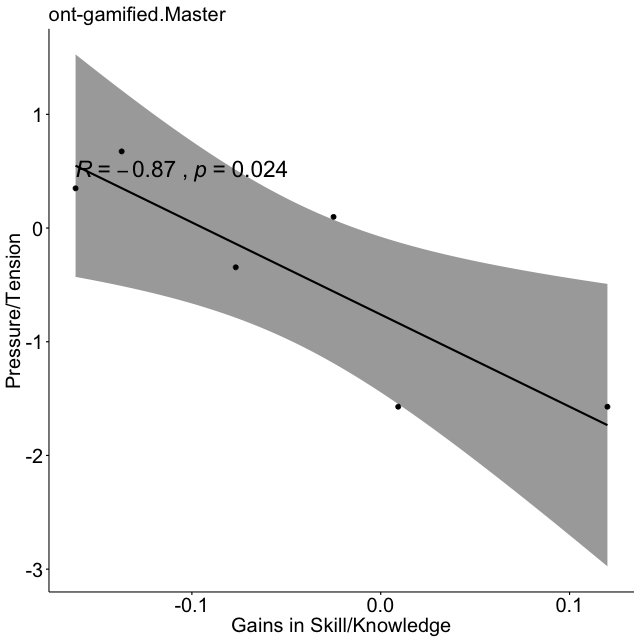 ont-gamified.Master
1
R = −0.87 , p = 0.024
0
-1
-2
-3
Pressure/Tension
-0.1 0.0 0.1
Gains in Skill/Knowledge